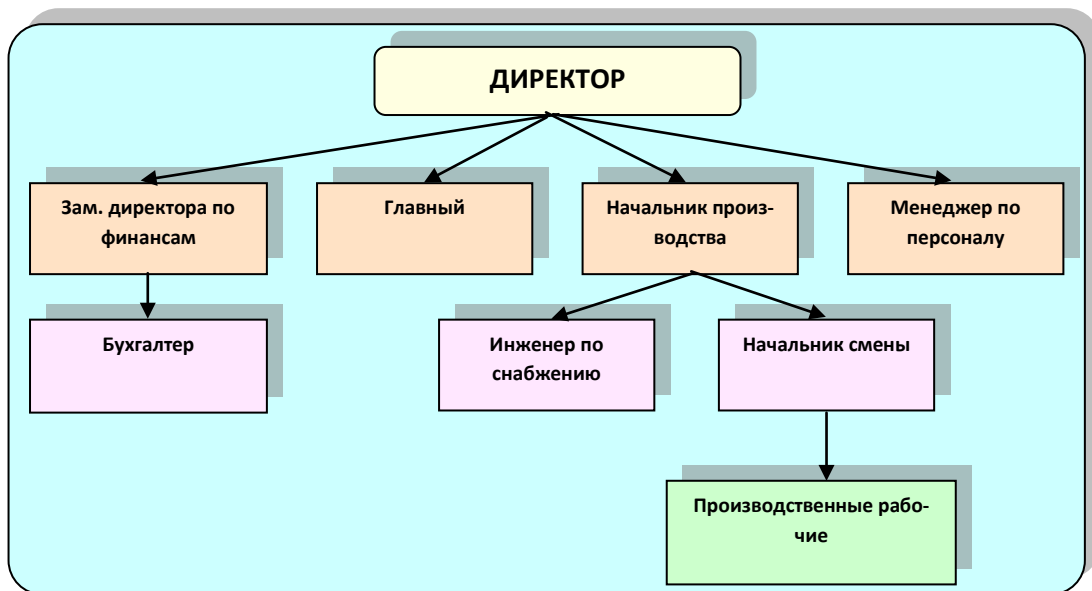 ДИРЕКТОР
Зам. директора по
финансам
Главный
Начальник произ-
водства
Менеджер по
персоналу
Бухгалтер
Инженер по
снабжению
Начальник смены
Производственные рабо-
чие